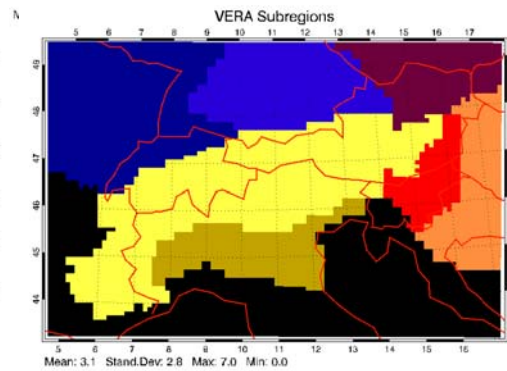 M
VERA Subregions
5 6 7 8 9 10 11 12 13 14 15 16 17
49
48
47
46
45
44
5 6 7 8 9 10 11 12 13 14 15 16
Mean: 3.1 Stand.Dev: 2.8 Max: 7.0 Min: 0.0